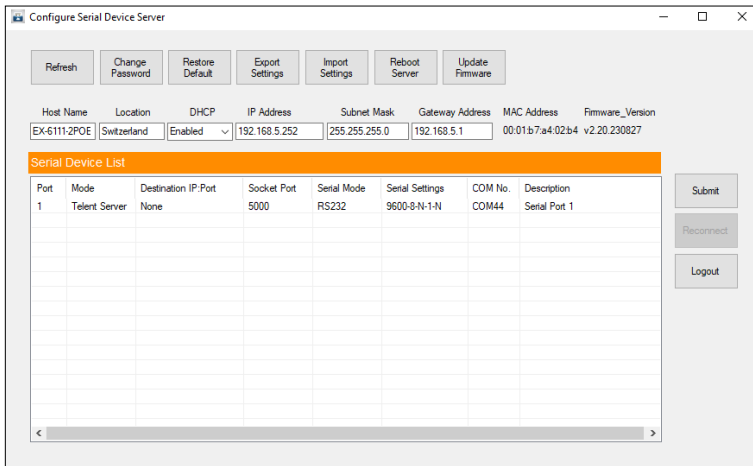 Configure Serial Device Server
Refresh
Change Password
Restore Default
Export Settings
Import Settings
Reboot Server
Update Firmware
Host Name Location DHCP IP Address Subnet Mask Gateway Address MAC Address Firmware_Version
EX-6111-2POE Switzerland Enabled 192.168.5.252 255.255.255.0 192.168.5.1 00:01:b7:a4:02:b4 v2.20.230827
Serial Device List
Port Mode Destination IP:Port Socket Port Serial Mode Serial Settings COM No. Description
1 Telent Server None 5000 RS232 9600-8-N-1-N COM44 Serial Port 1
Submit
Reconnect
Logout